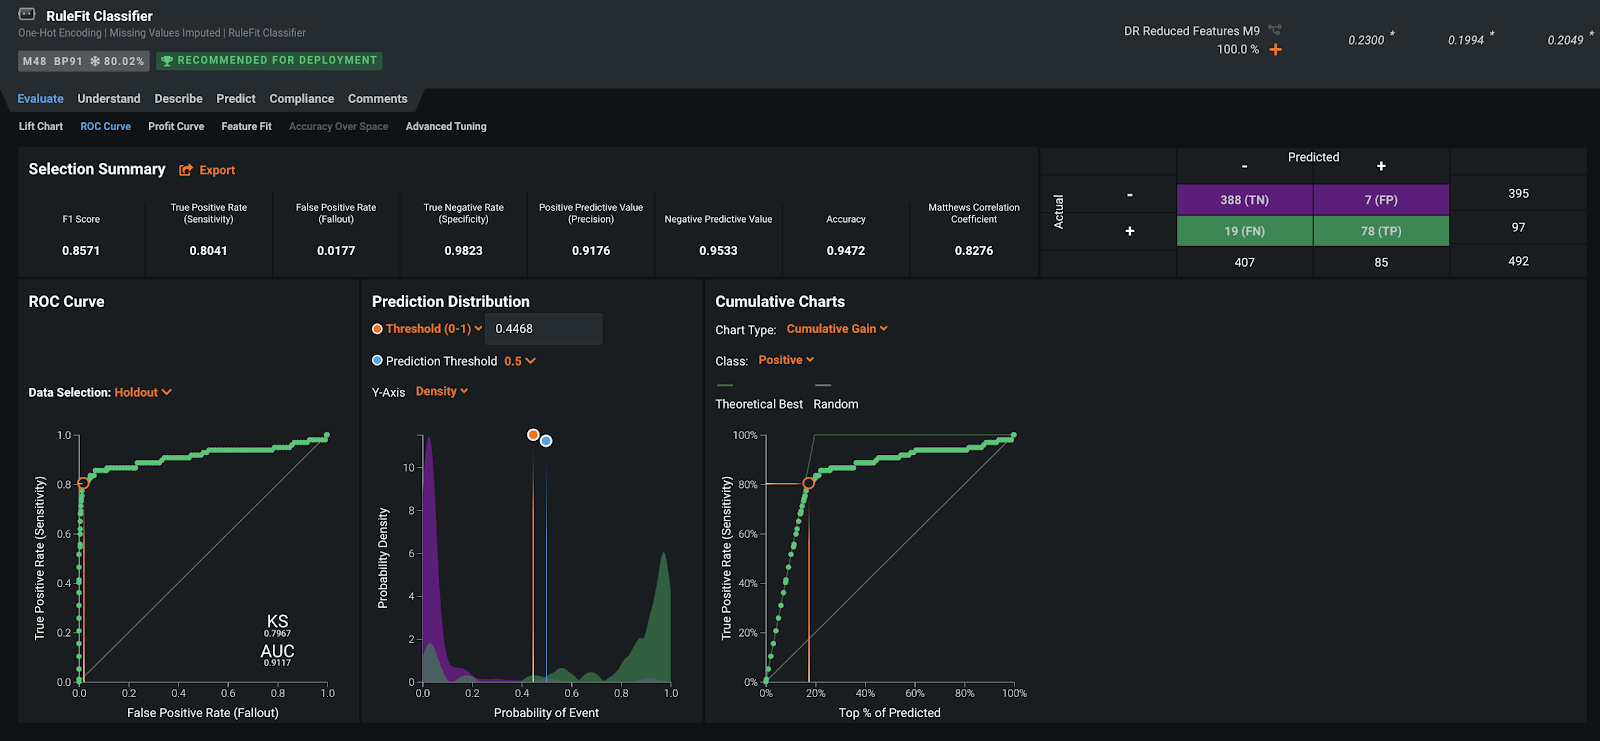 RuleFit Classifier
One-Hot Encoding | Missing Values Imputed | RuleFit Classifier
M48 BP91 80.02% RECOMMENDED FOR DEPLOYMENT
DR Reduced Features M9
100.0 %
0.2300 * 0.1994 * 0.2049 *
Evaluate Understand Describe Predict Compliance Comments
Lift Chart ROC Curve Profit Curve Feature Fit Accuracy Over Space Advanced Tuning
Selection Summary Export
F1 Score
0.8571
True Positive Rate
(Sensitivity)
0.8041
False Positive Rate
(Fallout)
0.0177
True Negative Rate
(Specificity)
0.9823
Positive Predictive Value
(Precision)
0.9176
Negative Predictive Value
0.9533
Accuracy
0.9472
Matthews Correlation
Coefficient
0.8276
Predicted
- +
Actual
- 388 (TN) 7 (FP) 395
+ 19 (FN) 78 (TP) 97
407 85 492
ROC Curve
Data Selection: Holdout
True Positive Rate (Sensitivity)
1.0
0.8
0.6
0.4
0.2
0.0
KS
0.7967
AUC
0.9117
0.0 0.2 0.4 0.6 0.8 1.0
False Positive Rate (Fallout)
Prediction Distribution
Threshold (0-1) 0.4468
Prediction Threshold 0.5
Y-Axis Density
Probability Density
10
8
6
4
2
0
0.0 0.2 0.4 0.6 0.8 1.0
Probability of Event
Cumulative Charts
Chart Type: Cumulative Gain
Class: Positive
Theoretical Best Random
True Positive Rate (Sensitivity)
100%
80%
60%
40%
20%
0%
0% 20% 40% 60% 80% 100%
Top % of Predicted